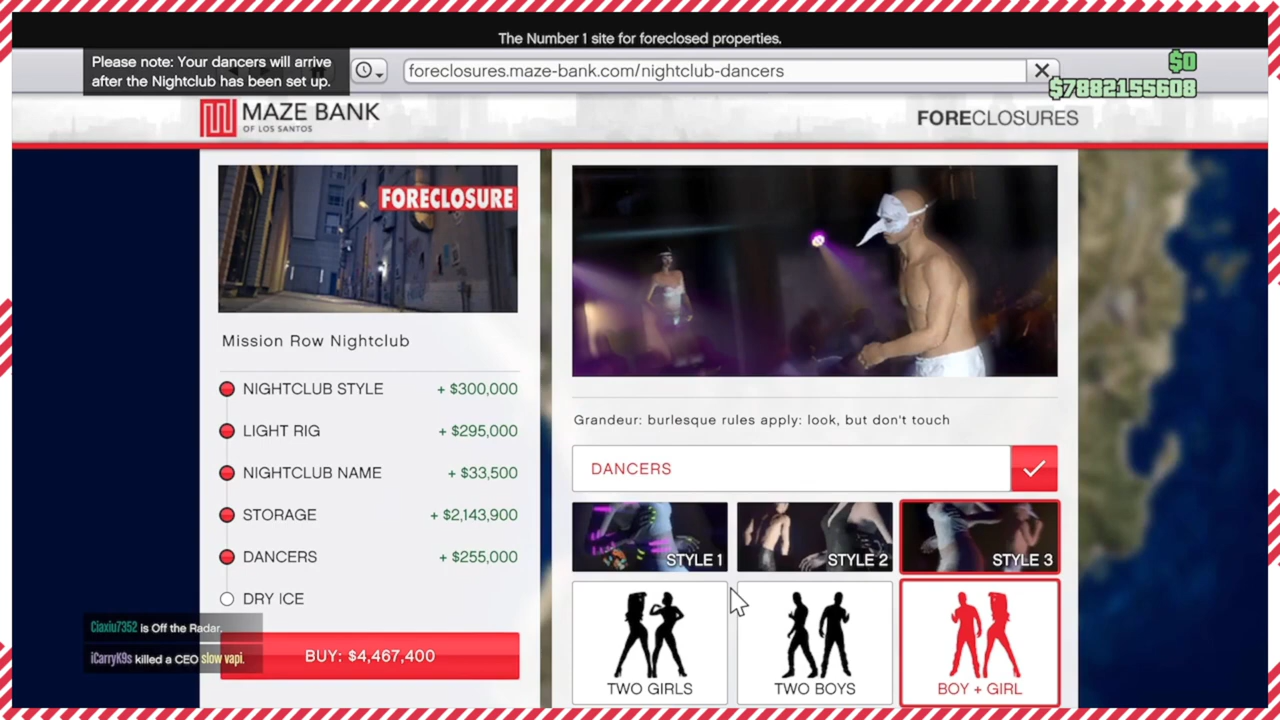 The Number 1 site for foreclosed properties.
Please note: Your dancers will arrive
after the Nightclub has been set up.
foreclosures.maze-bank.com/nightclub-dancers
$0
$7882155608
MAZE BANK
OF LOS SANTOS
FORECLOSURES
FORECLOSURE
Mission Row Nightclub
NIGHTCLUB STYLE + $300,000
LIGHT RIG + $295,000
NIGHTCLUB NAME + $33,500
STORAGE + $2,143,900
DANCERS + $255,000
DRY ICE
BUY: $4,467,400
Grandeur: burlesque rules apply: look, but don't touch
DANCERS
STYLE 1
STYLE 2
STYLE 3
TWO GIRLS
TWO BOYS
BOY + GIRL
Ciaxiu7352 is Off the Radar.
iCarryK9s killed a CEO slow vapi.